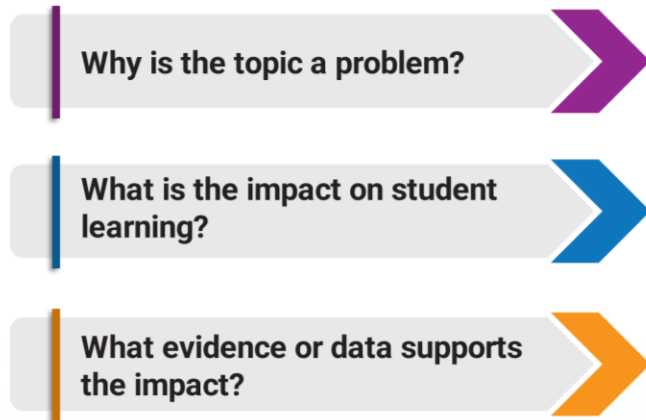 Why is the topic a problem?
What is the impact on student
learning?
What evidence or data supports
the impact?